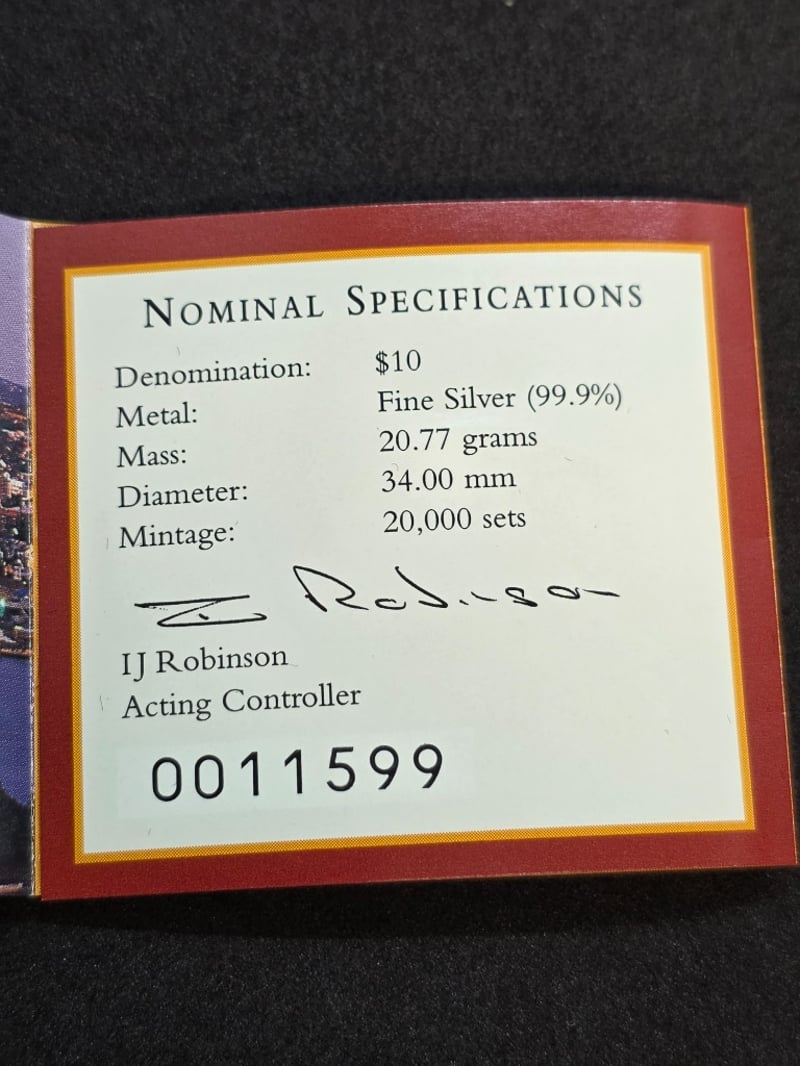 NOMINAL SPECIFICATIONS
Denomination: $10
Metal: Fine Silver (99.9%)
Mass: 20.77 grams
Diameter: 34.00 mm
Mintage: 20,000 sets
I Robinson
IJ Robinson
Acting Controller
0011599